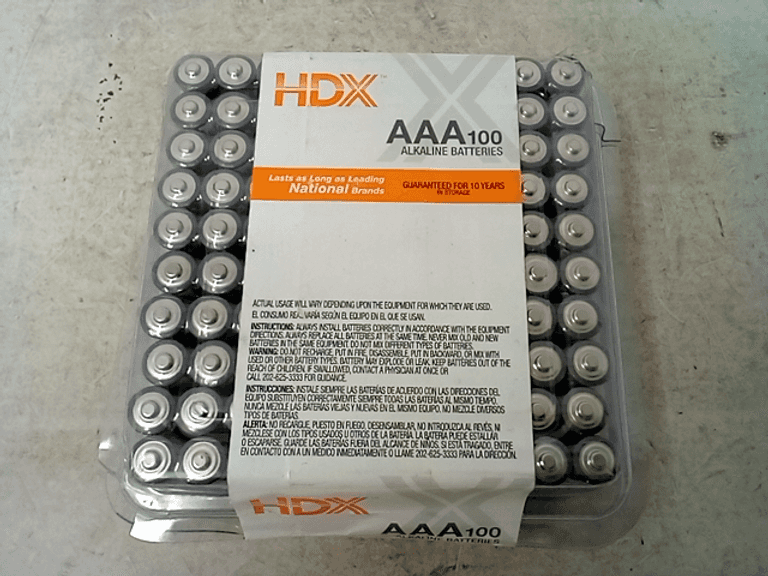 HDX
AAA100
ALKALINE BATTERIES
Lasts as Long as Leading
National Brands
GUARANTEED FOR 10 YEARS
IN STORAGE
ACTUAL USAGE WILL VARY DEPENDING UPON THE EQUIPMENT FOR WHICH THEY ARE USED.
EL CONSUMO REAL VARÍA SEGÚN EL EQUIPO EN EL QUE SE USAN.
INSTRUCTIONS: ALWAYS INSTALL BATTERIES CORRECTLY IN ACCORDANCE WITH THE EQUIPMENT
DIRECTIONS. ALWAYS REPLACE ALL BATTERIES AT THE SAME TIME. NEVER MIX OLD AND NEW
BATTERIES IN THE SAME EQUIPMENT. DO NOT MIX DIFFERENT TYPES OF BATTERIES.
WARNING: DO NOT RECHARGE, PUT IN FIRE, DISASSEMBLE, PUT IN BACKWARD, OR MIX WITH
USED OR OTHER BATTERY TYPES. BATTERY MAY EXPLODE OR LEAK. KEEP BATTERIES OUT OF THE
REACH OF CHILDREN. IF SWALLOWED, CONTACT A PHYSICIAN AT ONCE OR
CALL 202-625-3333 FOR GUIDANCE.
INSTRUCCIONES: INSTALE SIEMPRE LAS BATERÍAS DE ACUERDO CON LAS DIRECCIONES DEL
EQUIPO SUBSTITUYEN CORRECTAMENTE SIEMPRE TODAS LAS BATERÍAS AL MISMO TIEMPO.
NUNCA MEZCLE LAS BATERÍAS VIEJAS Y NUEVAS EN EL MISMO EQUIPO. NO MEZCLE DIVERSOS
TIPOS DE BATERÍAS.
ALERTA: NO RECARGUE, PUESTO EN FUEGO, DESENSAMBLAR, NO INTRODUZCA AL REVÉS, NI
MEZCLESE CON LOS TIPOS USADOS U OTROS DE LA BATERÍA. LA BATERÍA PUEDE ESTALLAR
O ESCAPARSE. GUARDE LAS BATERÍAS FUERA DEL ALCANCE DE NIÑOS. SI ESTÁ TRAGADO, ENTRE
EN CONTACTO CON A UN MÉDICO INMEDIATAMENTE O LLAME 202-625-3333 PARA LA DIRECCIÓN.
HDX
AAA100
ALKALINE BATTERIES